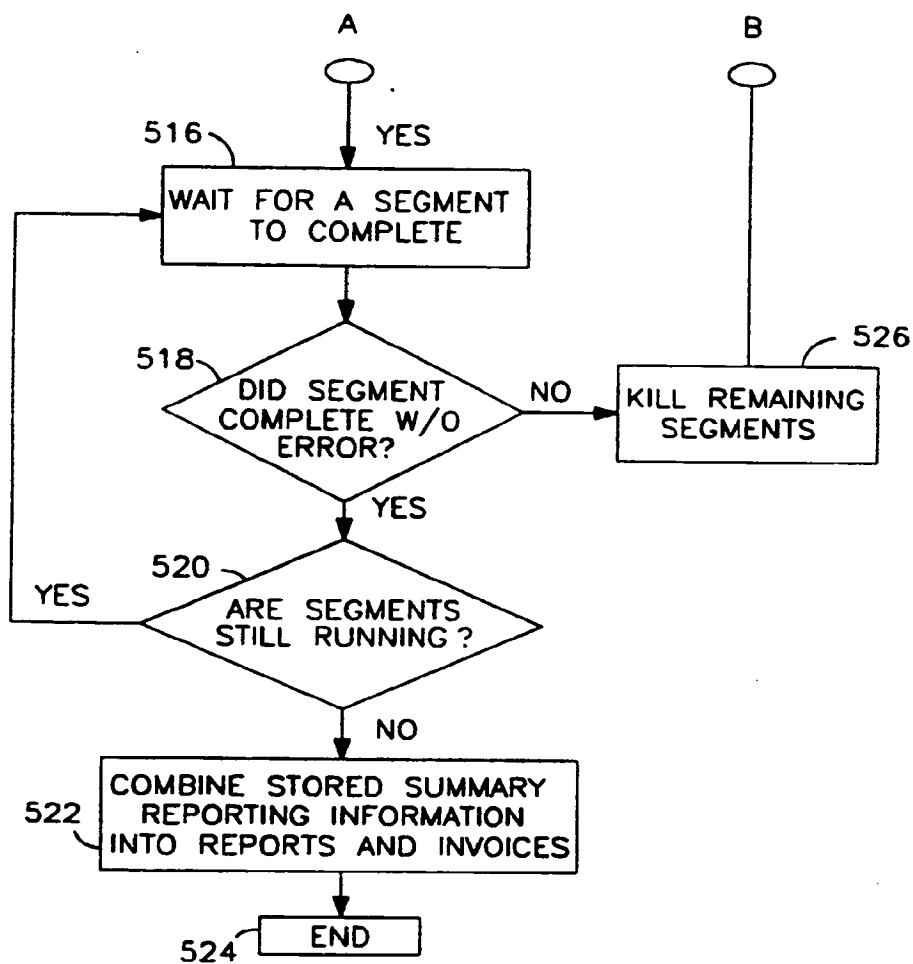 A
B
YES
516
WAIT FOR A SEGMENT
TO COMPLETE
526
518
DID SEGMENT
COMPLETE W/O
ERROR?
NO
KILL REMAINING
SEGMENTS
YES
520
YES
ARE SEGMENTS
STILL RUNNING?
NO
COMBINE STORED SUMMARY
REPORTING INFORMATION
INTO REPORTS AND INVOICES
522
END
524